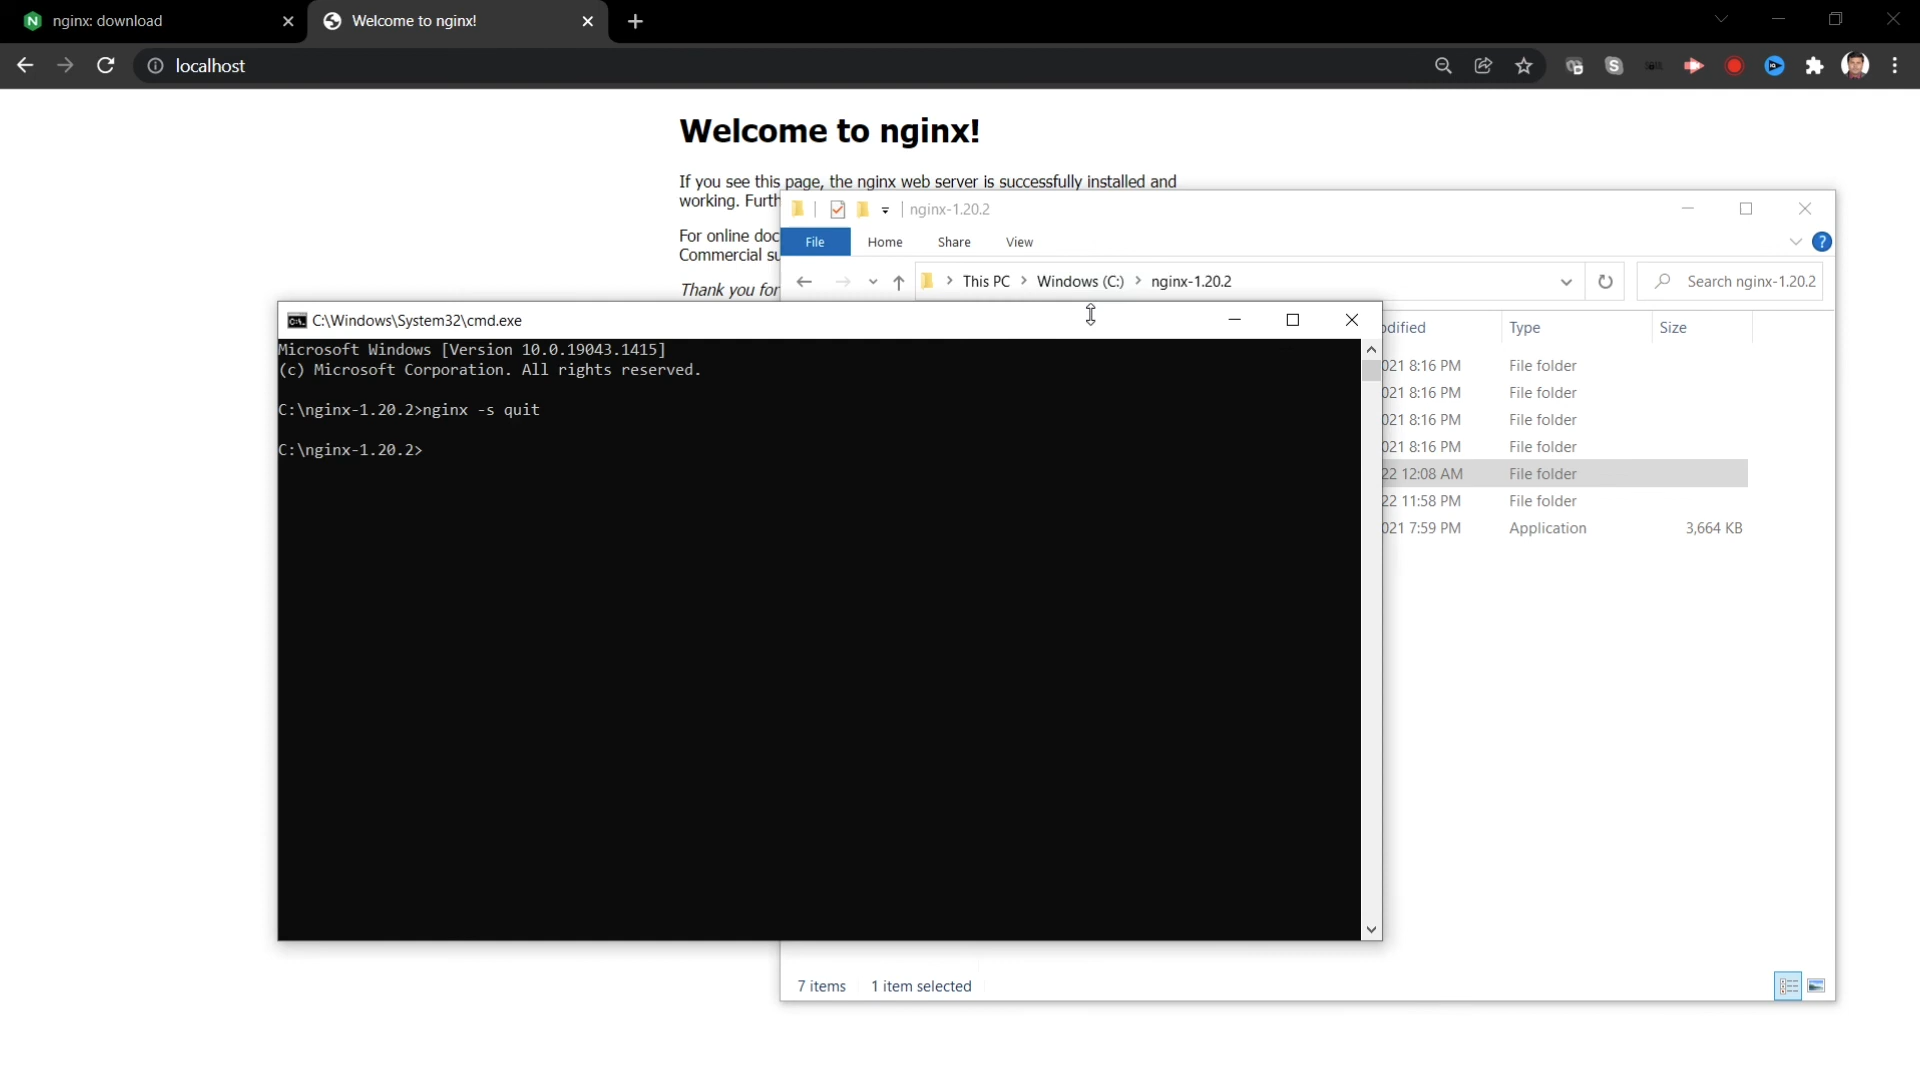 nginx: download
Welcome to nginx!
localhost
Welcome to nginx!
If you see this page, the nginx web server is successfully installed and
working. Furth
For online doc
Commercial su
Thank you for
nginx-1.20.2
File Home Share View
This PC > Windows (C:) > nginx-1.20.2
Search nginx-1.20.2
odified Type Size
021 8:16 PM File folder
021 8:16 PM File folder
021 8:16 PM File folder
021 8:16 PM File folder
22 12:08 AM File folder
22 11:58 PM File folder
021 7:59 PM Application 3,664 KB
7 items 1 item selected
C:\Windows\System32\cmd.exe
Microsoft Windows [Version 10.0.19043.1415]
(c) Microsoft Corporation. All rights reserved.
C:\nginx-1.20.2>nginx -s quit
C:\nginx-1.20.2>